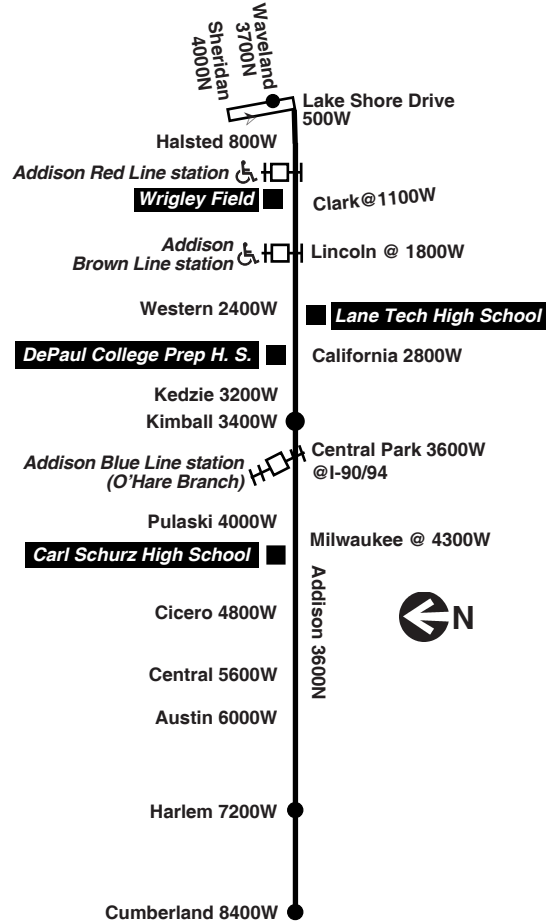 Waveland
3700N
Sheridan
4000N
Lake Shore Drive
500W
Halsted 800W
Addison Red Line station
Wrigley Field
Clark@1100W
Addison
Brown Line station
Lincoln @ 1800W
Western 2400W
Lane Tech High School
DePaul College Prep H. S.
California 2800W
Kedzie 3200W
Kimball 3400W
Addison Blue Line station
(O'Hare Branch)
Central Park 3600W
@I-90/94
Pulaski 4000W
Milwaukee @ 4300W
Carl Schurz High School
Addison 3600N
Cicero 4800W
N
Central 5600W
Austin 6000W
Harlem 7200W
Cumberland 8400W